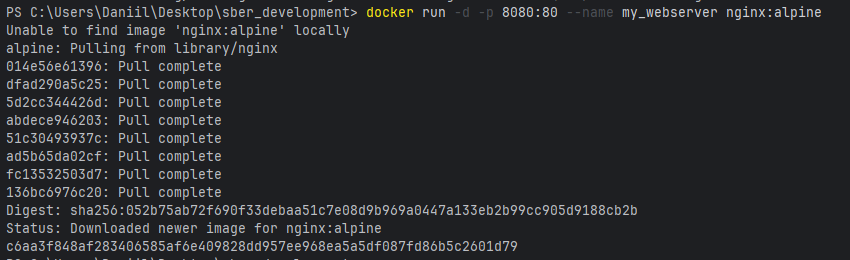 PS C:\Users\Daniil\Desktop\sber_development> docker run -d -p 8080:80 --name my_webserver nginx:alpine
Unable to find image 'nginx:alpine' locally
alpine: Pulling from library/nginx
014e56e61396: Pull complete
dfad290a5c25: Pull complete
5d2cc344426d: Pull complete
abdece946203: Pull complete
51c30493937c: Pull complete
ad5b65da02cf: Pull complete
fc13532503d7: Pull complete
136bc6976c20: Pull complete
Digest: sha256:052b75ab72f690f33debaa51c7e08d9b969a0447a133eb2b99cc905d9188cb2b
Status: Downloaded newer image for nginx:alpine
c6aa3f848af283406585af6e409828dd957ee968ea5a5df087fd86b5c2601d79